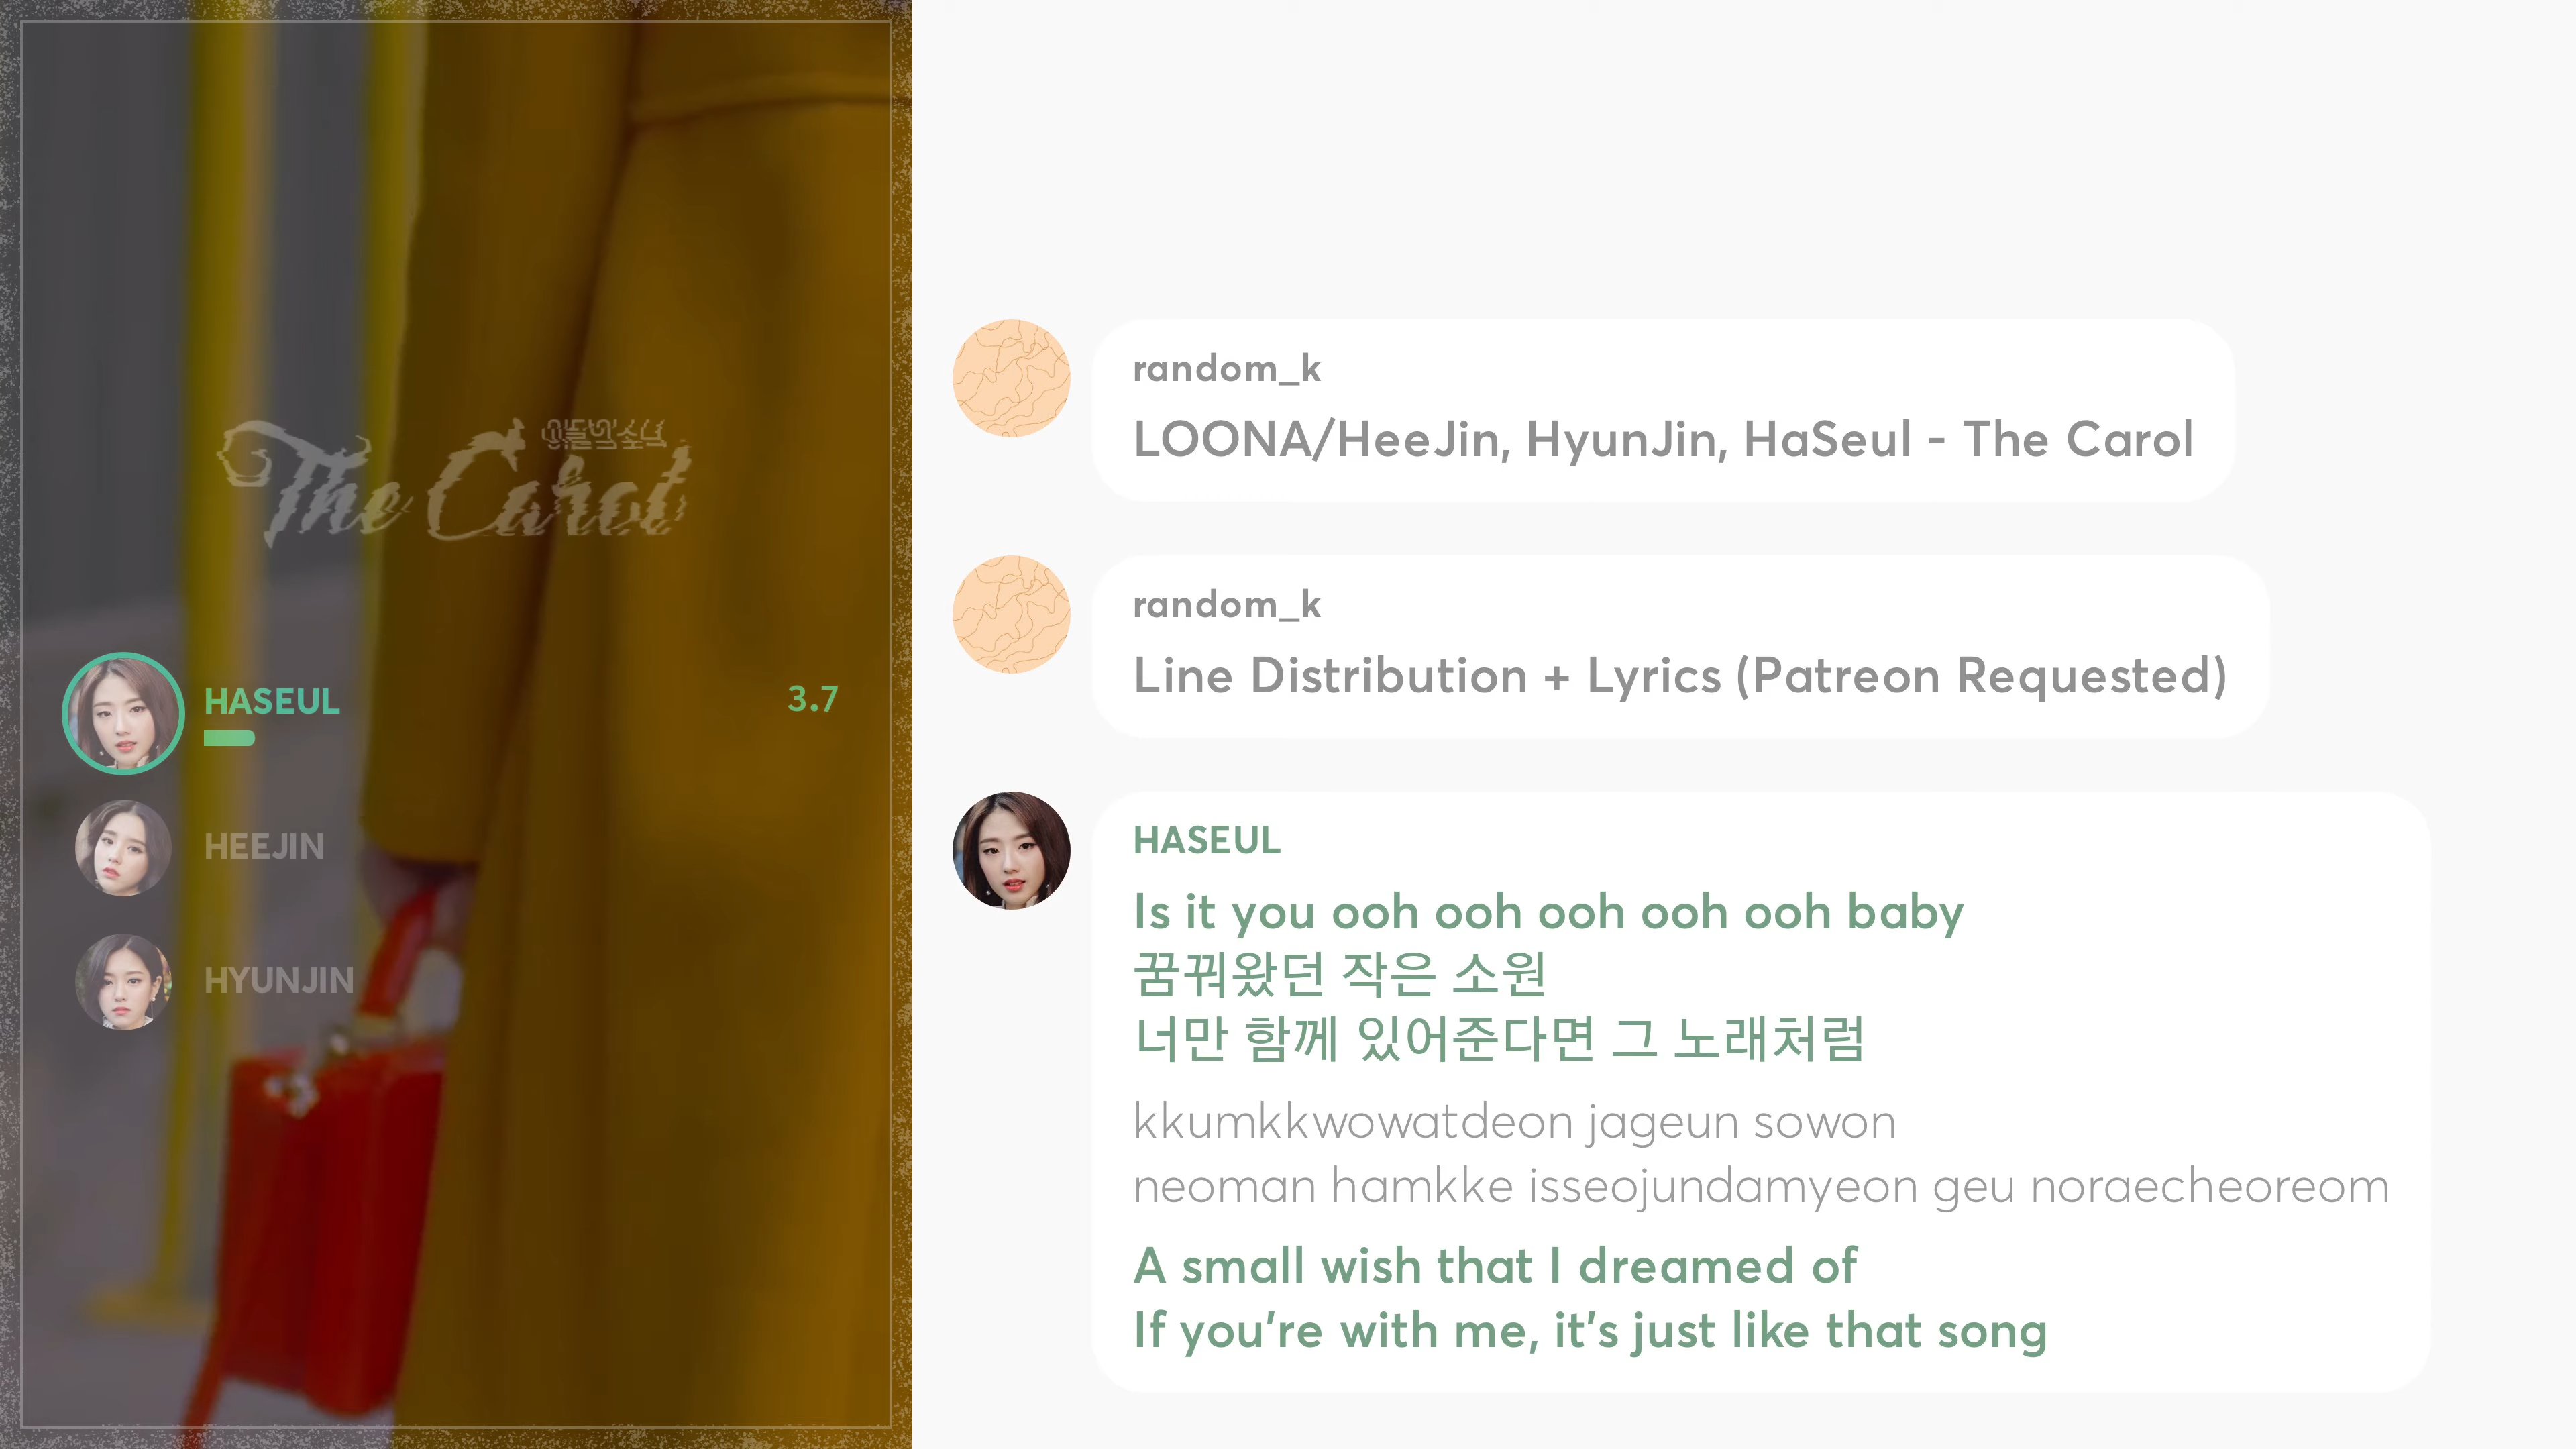 이달의 소녀
The Carol
HASEUL
3.7
HEEJIN
HYUNJIN
random_k
LOONA/HeeJin, HyunJin, HaSeul - The Carol
random_k
Line Distribution + Lyrics (Patreon Requested)
HASEUL
Is it you ooh ooh ooh ooh ooh baby
꿈꿔왔던 작은 소원
너만 함께 있어준다면 그 노래처럼
kkumkkwowatdeon jageun sowon
neoman hamkke isseojundamyeon geu noraecheoreom
A small wish that I dreamed of
If you’re with me, it’s just like that song